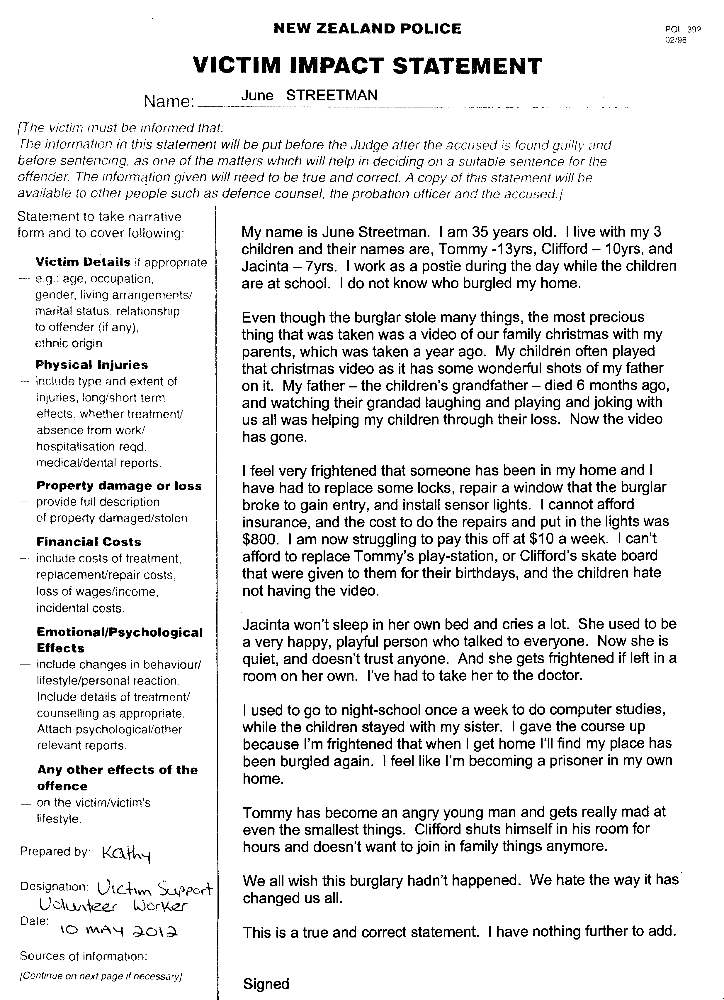 NEW ZEALAND POLICE
POL 392
02/98
VICTIM IMPACT STATEMENT
Name: June STREETMAN
[The victim must be informed that:
The information in this statement will be put before the Judge after the accused is found guilty and
before sentencing, as one of the matters which will help in deciding on a suitable sentence for the
offender. The information given will need to be true and correct. A copy of this statement will be
available to other people such as defence counsel, the probation officer and the accused.]
Statement to take narrative
form and to cover following:
Victim Details if appropriate
— e.g.: age, occupation,
gender, living arrangements/
marital status, relationship
to offender (if any),
ethnic origin
Physical Injuries
— include type and extent of
injuries, long/short term
effects, whether treatment/
absence from work/
hospitalisation reqd.
medical/dental reports.
Property damage or loss
— provide full description
of property damaged/stolen
Financial Costs
— include costs of treatment,
replacement/repair costs,
loss of wages/income,
incidental costs.
Emotional/Psychological
Effects
— include changes in behaviour/
lifestyle/personal reaction.
Include details of treatment/
counselling as appropriate.
Attach psychological/other
relevant reports.
Any other effects of the
offence
— on the victim/victim's
lifestyle.
Prepared by: Kathy
Designation: Victim Support
Volunteer Worker
Date: 10 MAY 2012
Sources of information:
[Continue on next page if necessary]
My name is June Streetman. I am 35 years old. I live with my 3
children and their names are, Tommy -13yrs, Clifford – 10yrs, and
Jacinta – 7yrs. I work as a postie during the day while the children
are at school. I do not know who burgled my home.
Even though the burglar stole many things, the most precious
thing that was taken was a video of our family christmas with my
parents, which was taken a year ago. My children often played
that christmas video as it has some wonderful shots of my father
on it. My father – the children's grandfather – died 6 months ago,
and watching their grandad laughing and playing and joking with
us all was helping my children through their loss. Now the video
has gone.
I feel very frightened that someone has been in my home and I
have had to replace some locks, repair a window that the burglar
broke to gain entry, and install sensor lights. I cannot afford
insurance, and the cost to do the repairs and put in the lights was
$800. I am now struggling to pay this off at $10 a week. I can't
afford to replace Tommy's play-station, or Clifford's skate board
that were given to them for their birthdays, and the children hate
not having the video.
Jacinta won't sleep in her own bed and cries a lot. She used to be
a very happy, playful person who talked to everyone. Now she is
quiet, and doesn't trust anyone. And she gets frightened if left in a
room on her own. I've had to take her to the doctor.
I used to go to night-school once a week to do computer studies,
while the children stayed with my sister. I gave the course up
because I'm frightened that when I get home I'll find my place has
been burgled again. I feel like I'm becoming a prisoner in my own
home.
Tommy has become an angry young man and gets really mad at
even the smallest things. Clifford shuts himself in his room for
hours and doesn't want to join in family things anymore.
We all wish this burglary hadn't happened. We hate the way it has
changed us all.
This is a true and correct statement. I have nothing further to add.
Signed